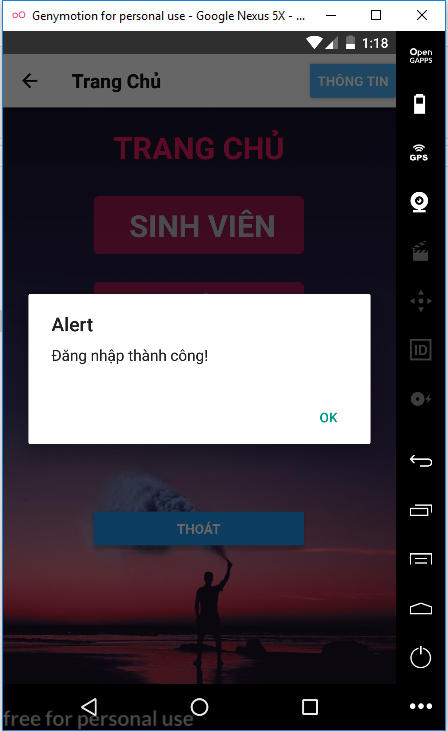 Genymotion for personal use - Google Nexus 5X - ...
1:18
Open
GAPPS
Trang Chủ
THÔNG TIN
TRANG CHỦ
GPS
SINH VIÊN
Alert
Đăng nhập thành công!
ID
OK
THOÁT
free for personal use